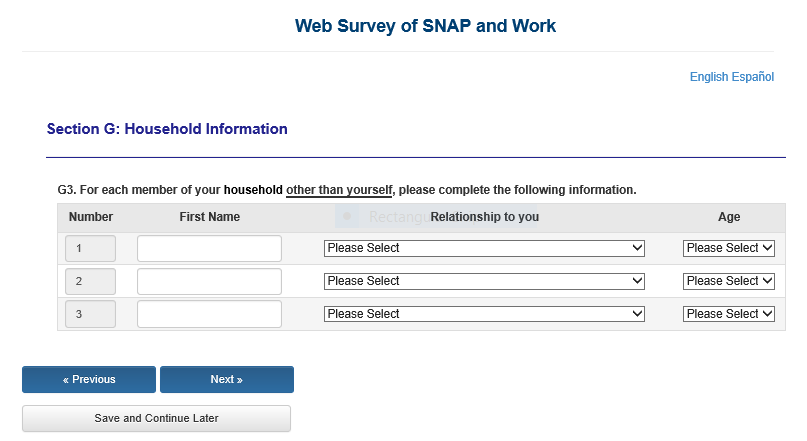 Web Survey of SNAP and Work
English Español
Section G: Household Information
G3. For each member of your household other than yourself, please complete the following information.
Number First Name Relationship to you Age
1 Please Select Please Select
2 Please Select Please Select
3 Please Select Please Select
« Previous Next »
Save and Continue Later